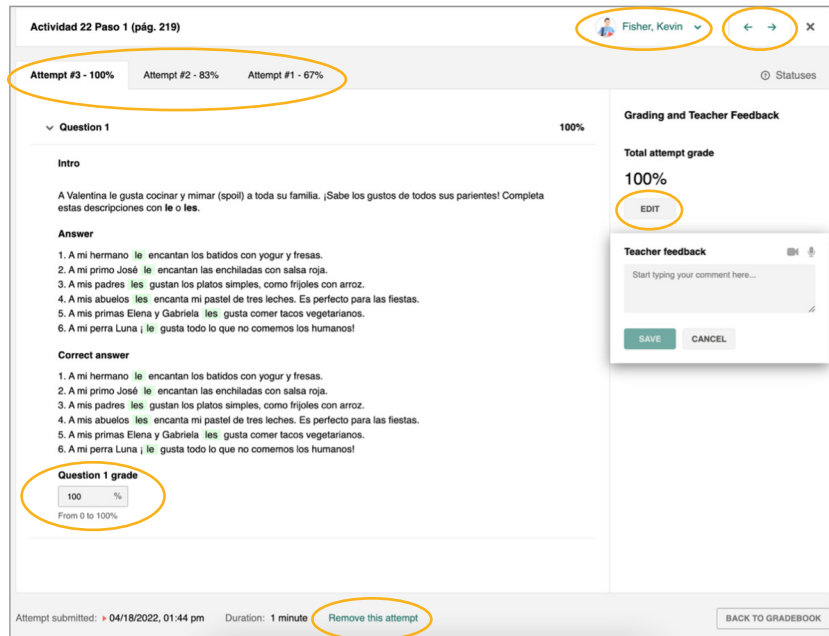 Actividad 22 Paso 1 (pág. 219)
Fisher, Kevin
Attempt #3 - 100%
Attempt #2 - 83%
Attempt #1 - 67%
Statuses
Question 1
100%
Intro
A Valentina le gusta cocinar y mimar (spoil) a toda su familia. ¡Sabe los gustos de todos sus parientes! Completa
estas descripciones con le o les.
Answer
1. A mi hermano le encantan los batidos con yogur y fresas.
2. A mi primo José le encantan las enchiladas con salsa roja.
3. A mis padres les gustan los platos simples, como frijoles con arroz.
4. A mis abuelos les encanta mi pastel de tres leches. Es perfecto para las fiestas.
5. A mis primas Elena y Gabriela les gusta comer tacos vegetarianos.
6. A mi perra Luna ¡ le gusta todo lo que no comemos los humanos!
Correct answer
1. A mi hermano le encantan los batidos con yogur y fresas.
2. A mi primo José le encantan las enchiladas con salsa roja.
3. A mis padres les gustan los platos simples, como frijoles con arroz.
4. A mis abuelos les encanta mi pastel de tres leches. Es perfecto para las fiestas.
5. A mis primas Elena y Gabriela les gusta comer tacos vegetarianos.
6. A mi perra Luna ¡ le gusta todo lo que no comemos los humanos!
Question 1 grade
100 %
From 0 to 100%
Grading and Teacher Feedback
Total attempt grade
100%
EDIT
Teacher feedback
Start typing your comment here...
SAVE
CANCEL
Attempt submitted: 04/18/2022, 01:44 pm
Duration: 1 minute
Remove this attempt
BACK TO GRADEBOOK